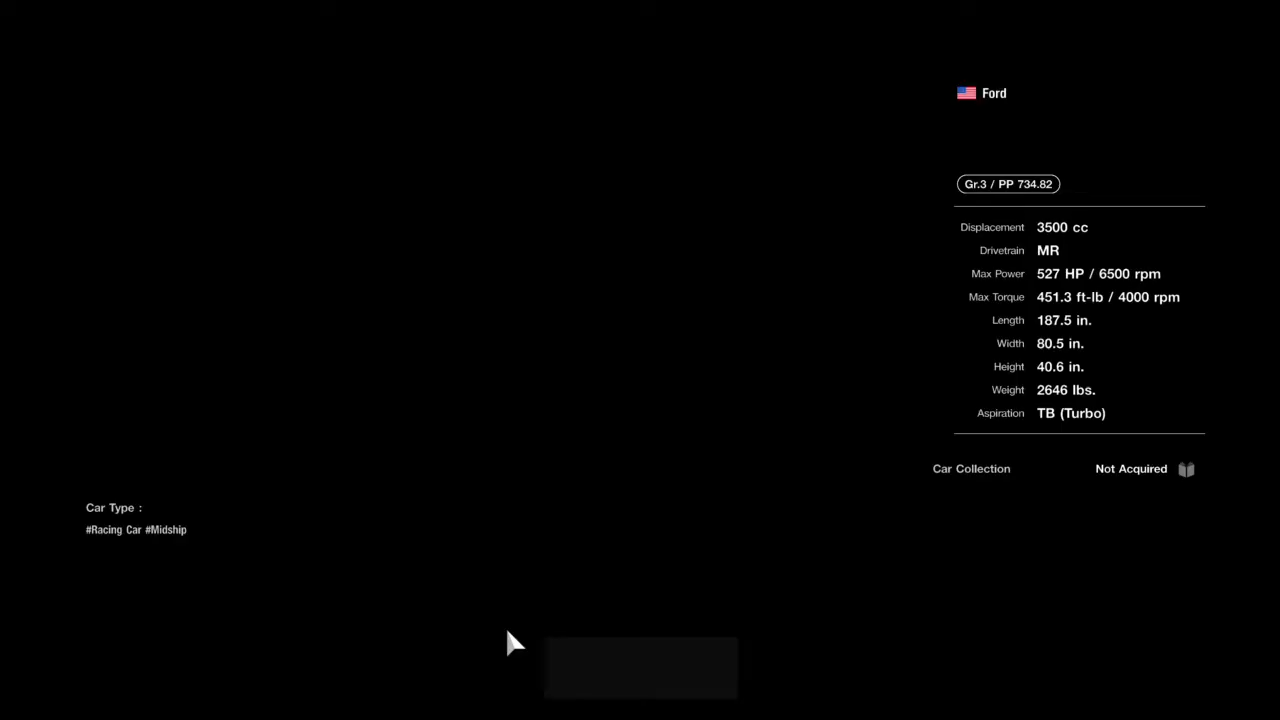 Ford
Gr.3 / PP 734.82
Displacement 3500 cc
Drivetrain MR
Max Power 527 HP / 6500 rpm
Max Torque 451.3 ft-lb / 4000 rpm
Length 187.5 in.
Width 80.5 in.
Height 40.6 in.
Weight 2646 lbs.
Aspiration TB (Turbo)
Car Collection Not Acquired
Car Type :
#Racing Car #Midship